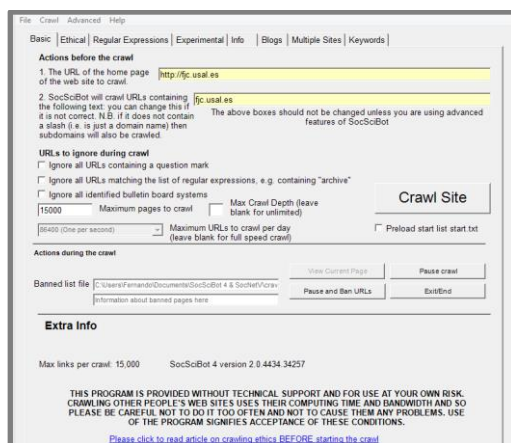 File Crawl Advanced Help
Basic Ethical Regular Expressions Experimental Info Blogs Multiple Sites Keywords
Actions before the crawl
1. The URL of the home page
of the web site to crawl.
http://fjc.usal.es
2. SocSciBot will crawl URLs containing
the following text: you can change this if
it is not correct. N.B. if it does not contain
a slash (i.e. is just a domain name) then
subdomains will also be crawled.
fjc.usal.es
The above boxes should not be changed unless you are using advanced
features of SocSciBot
URLs to ignore during crawl
Ignore all URLs containing a question mark
Ignore all URLs matching the list of regular expressions, e.g. containing "archive"
Ignore all identified bulletin board systems
15000 Maximum pages to crawl
Max Crawl Depth (leave
blank for unlimited)
Crawl Site
86400 (One per second)
Maximum URLs to crawl per day
(leave blank for full speed crawl)
Preload start list start.txt
Actions during the crawl
View Current Page Pause crawl
Banned list file C:\Users\Fernando\Documents\SocSciBot 4 & SocNetV\crav
Pause and Ban URLs Exit/End
Information about banned pages here
Extra Info
Max links per crawl: 15,000 SocSciBot 4 version 2.0.4434.34257
THIS PROGRAM IS PROVIDED WITHOUT TECHNICAL SUPPORT AND FOR USE AT YOUR OWN RISK.
CRAWLING OTHER PEOPLE'S WEB SITES USES THEIR COMPUTING TIME AND BANDWIDTH AND SO
PLEASE BE CAREFUL NOT TO DO IT TOO OFTEN AND NOT TO CAUSE THEM ANY PROBLEMS. USE
OF THE PROGRAM SIGNIFIES ACCEPTANCE OF THESE CONDITIONS.
Please click to read article on crawling ethics BEFORE starting the crawl